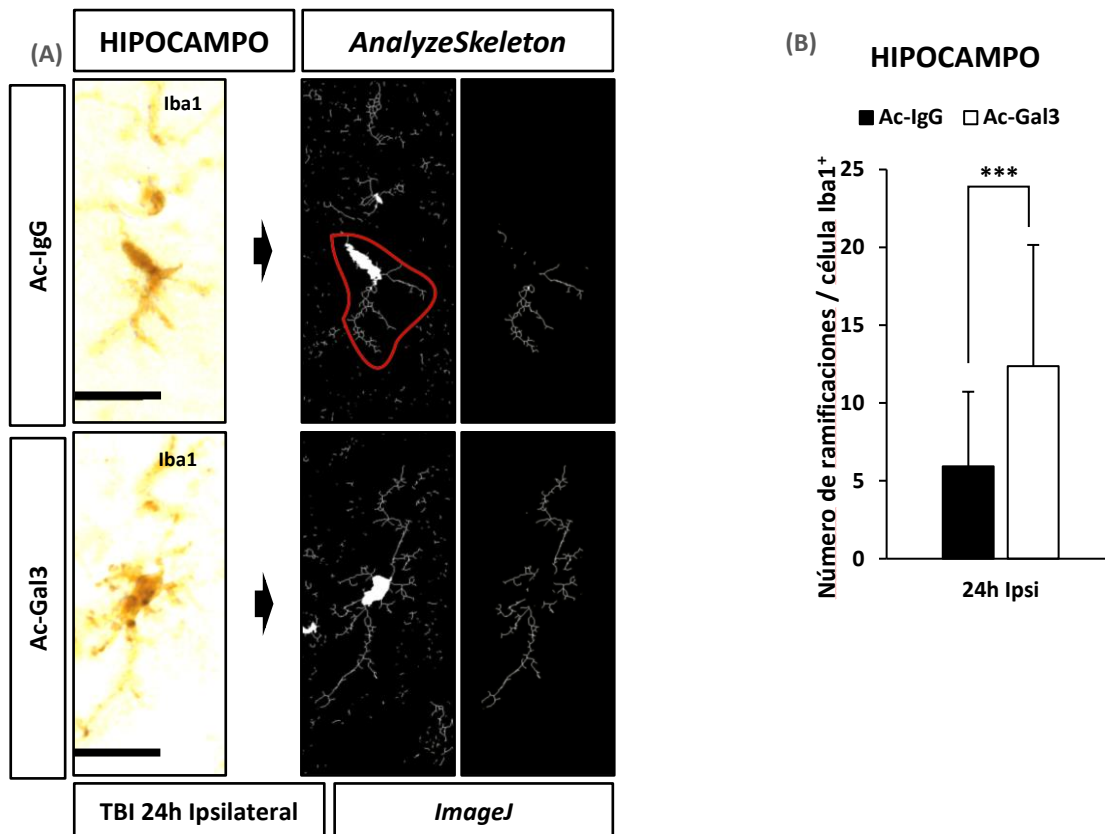 (A)
HIPOCAMPO
AnalyzeSkeleton
Ac-IgG
Iba1
Ac-Gal3
Iba1
TBI 24h Ipsilateral
ImageJ
(B)
HIPOCAMPO
Ac-IgG
Ac-Gal3
Número de ramificaciones / célula Iba1⁺
25
20
15
10
5
0
***
24h Ipsi